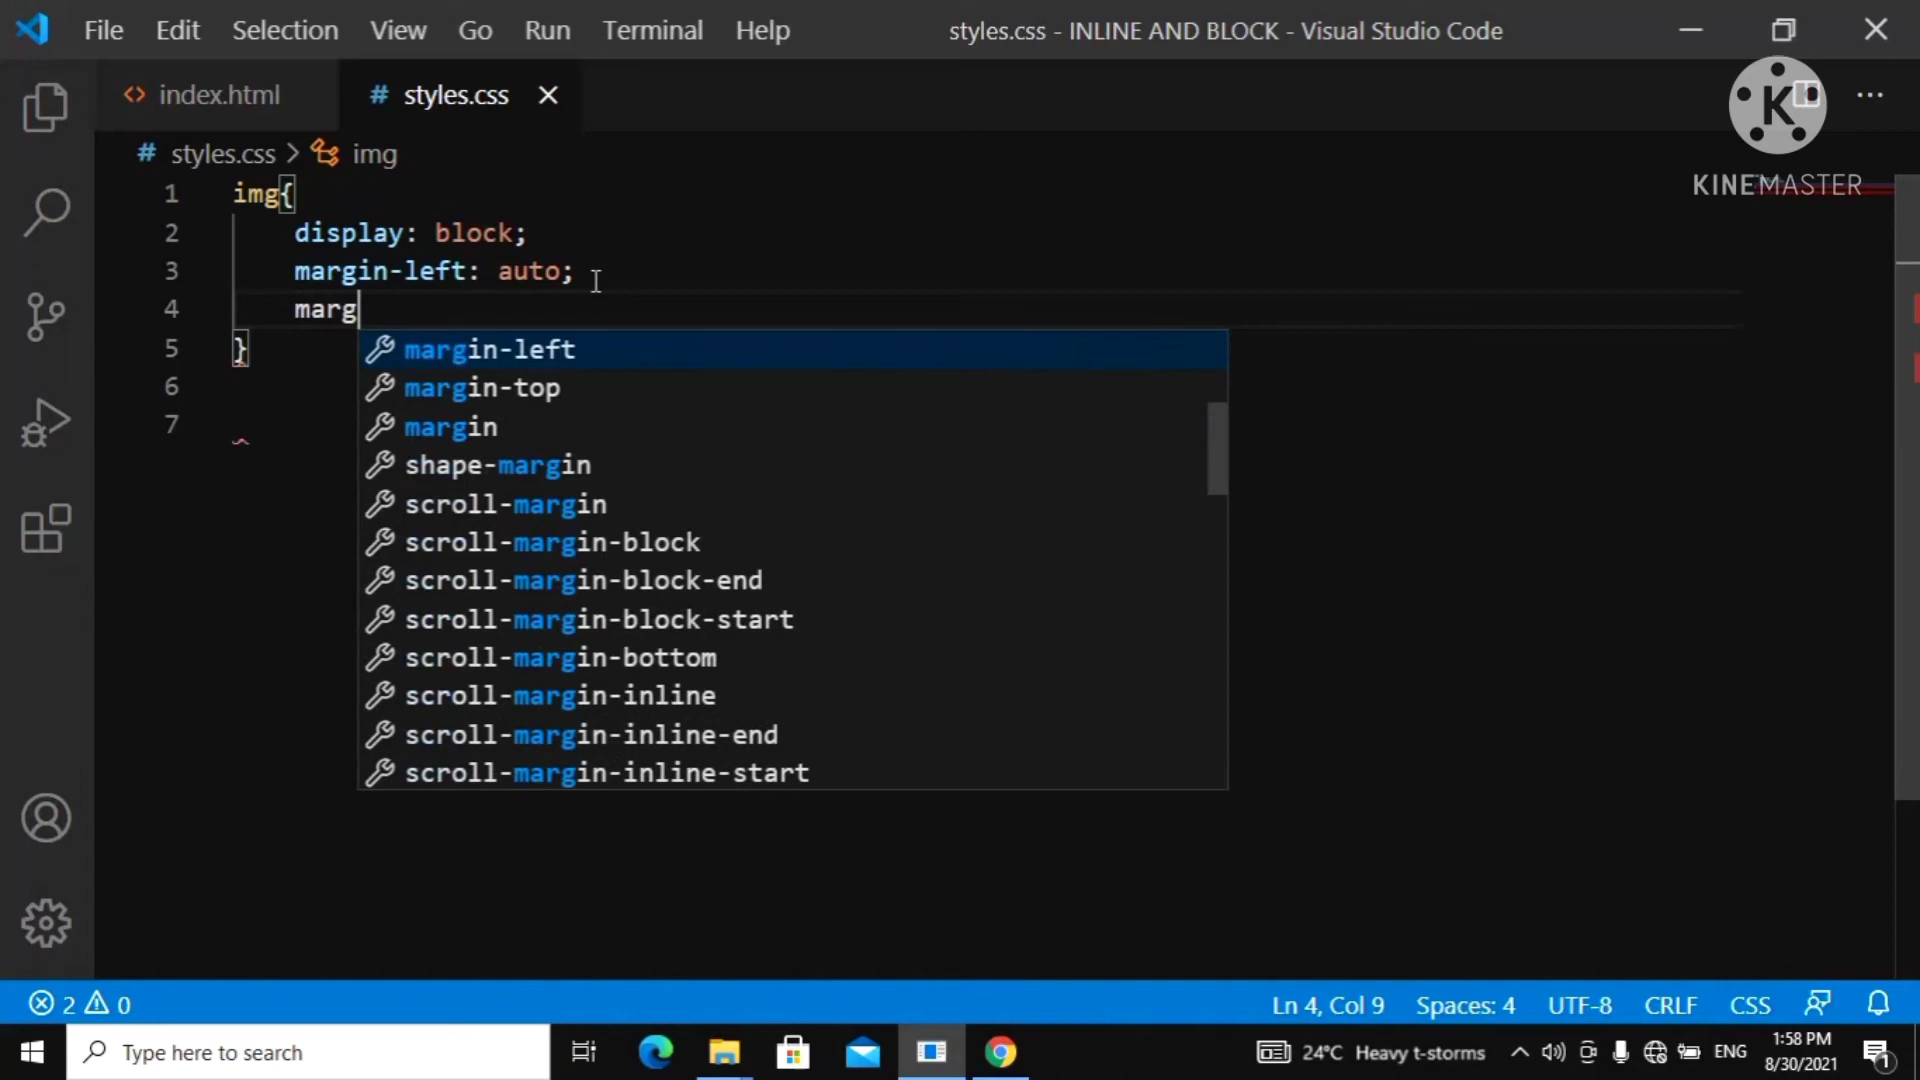 File Edit Selection View Go Run Terminal Help styles.css - INLINE AND BLOCK - Visual Studio Code
<> index.html # styles.css
K
KINEMASTER
# styles.css > img
1 img{
2 display: block;
3 margin-left: auto;
4 marg
5 }
6
7
margin-left
margin-top
margin
shape-margin
scroll-margin
scroll-margin-block
scroll-margin-block-end
scroll-margin-block-start
scroll-margin-bottom
scroll-margin-inline
scroll-margin-inline-end
scroll-margin-inline-start
2 0 Ln 4, Col 9 Spaces: 4 UTF-8 CRLF CSS
Type here to search 24°C Heavy t-storms ENG 1:58 PM
8/30/2021 1